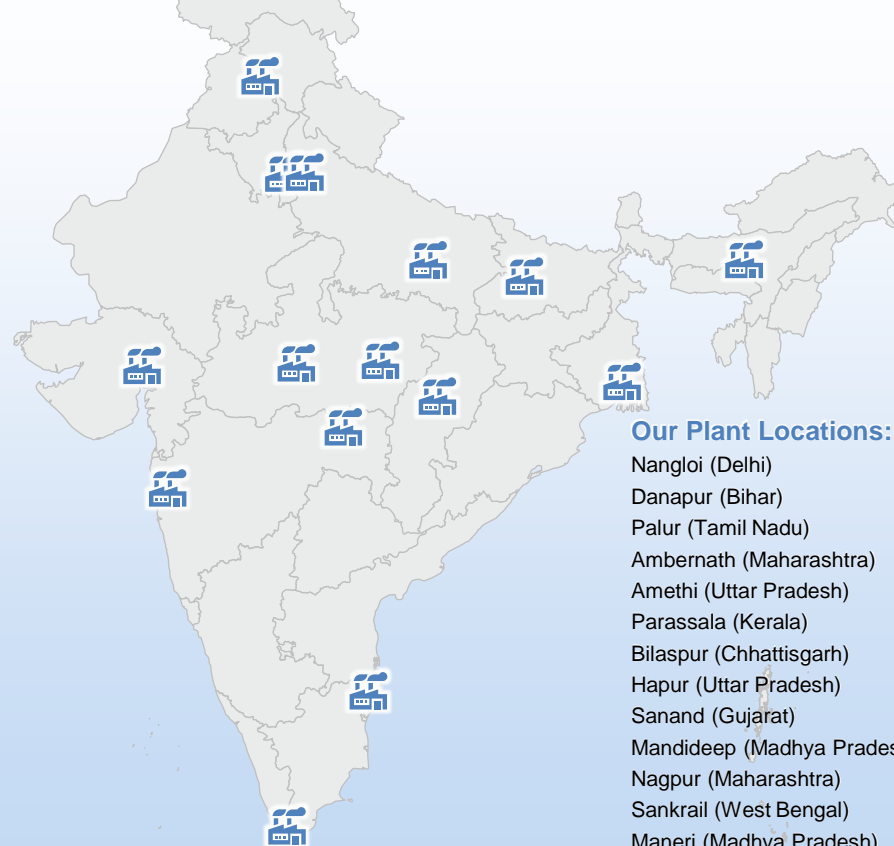 Our Plant Locations:
Nangloi (Delhi)
Danapur (Bihar)
Palur (Tamil Nadu)
Ambernath (Maharashtra)
Amethi (Uttar Pradesh)
Parassala (Kerala)
Bilaspur (Chhattisgarh)
Hapur (Uttar Pradesh)
Sanand (Gujarat)
Mandideep (Madhya Prades
Nagpur (Maharashtra)
Sankrail (West Bengal)
Maneri (Madhya Pradesh)